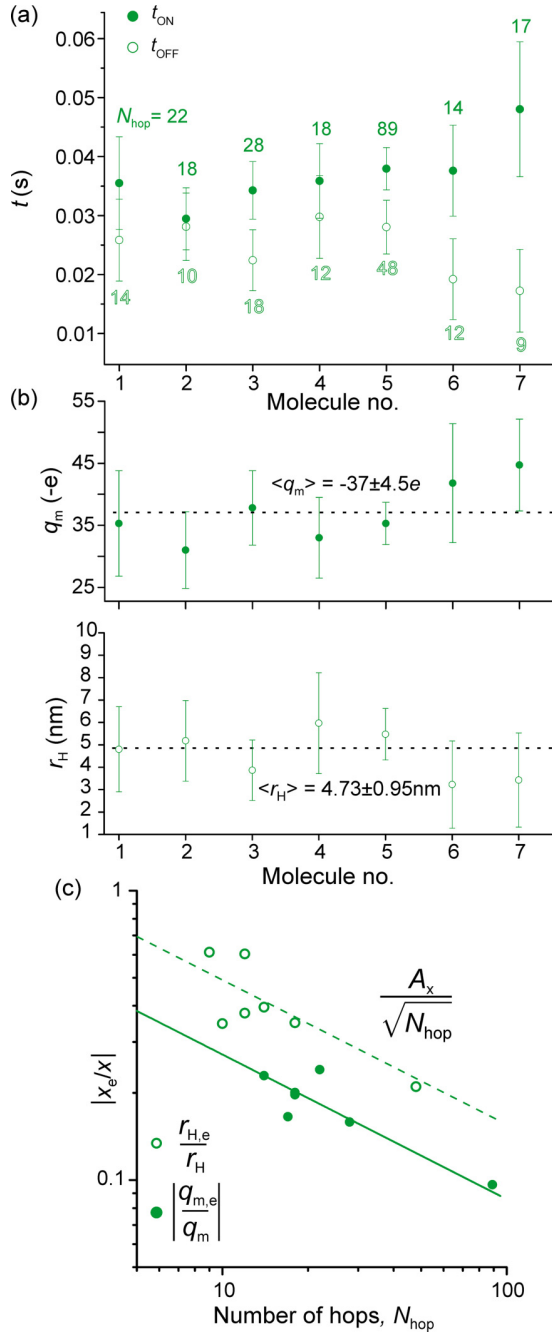 (a)
t_ON
t_OFF
0.06
0.05
0.04
0.03
0.02
0.01
t (s)
N_hop = 22
18
28
18
89
14
17
14
10
18
12
48
12
9
1 2 3 4 5 6 7
Molecule no.
(b)
55
45
35
25
q_m (-e)
<q_m> = -37±4.5e
10
9
8
7
6
5
4
3
2
1
r_H (nm)
<r_H> = 4.73±0.95nm
1 2 3 4 5 6 7
Molecule no.
(c)
1
0.1
|x_e/x|
A_x
√N_hop
r_H,e
r_H
|q_m,e
q_m|
10 100
Number of hops, N_hop